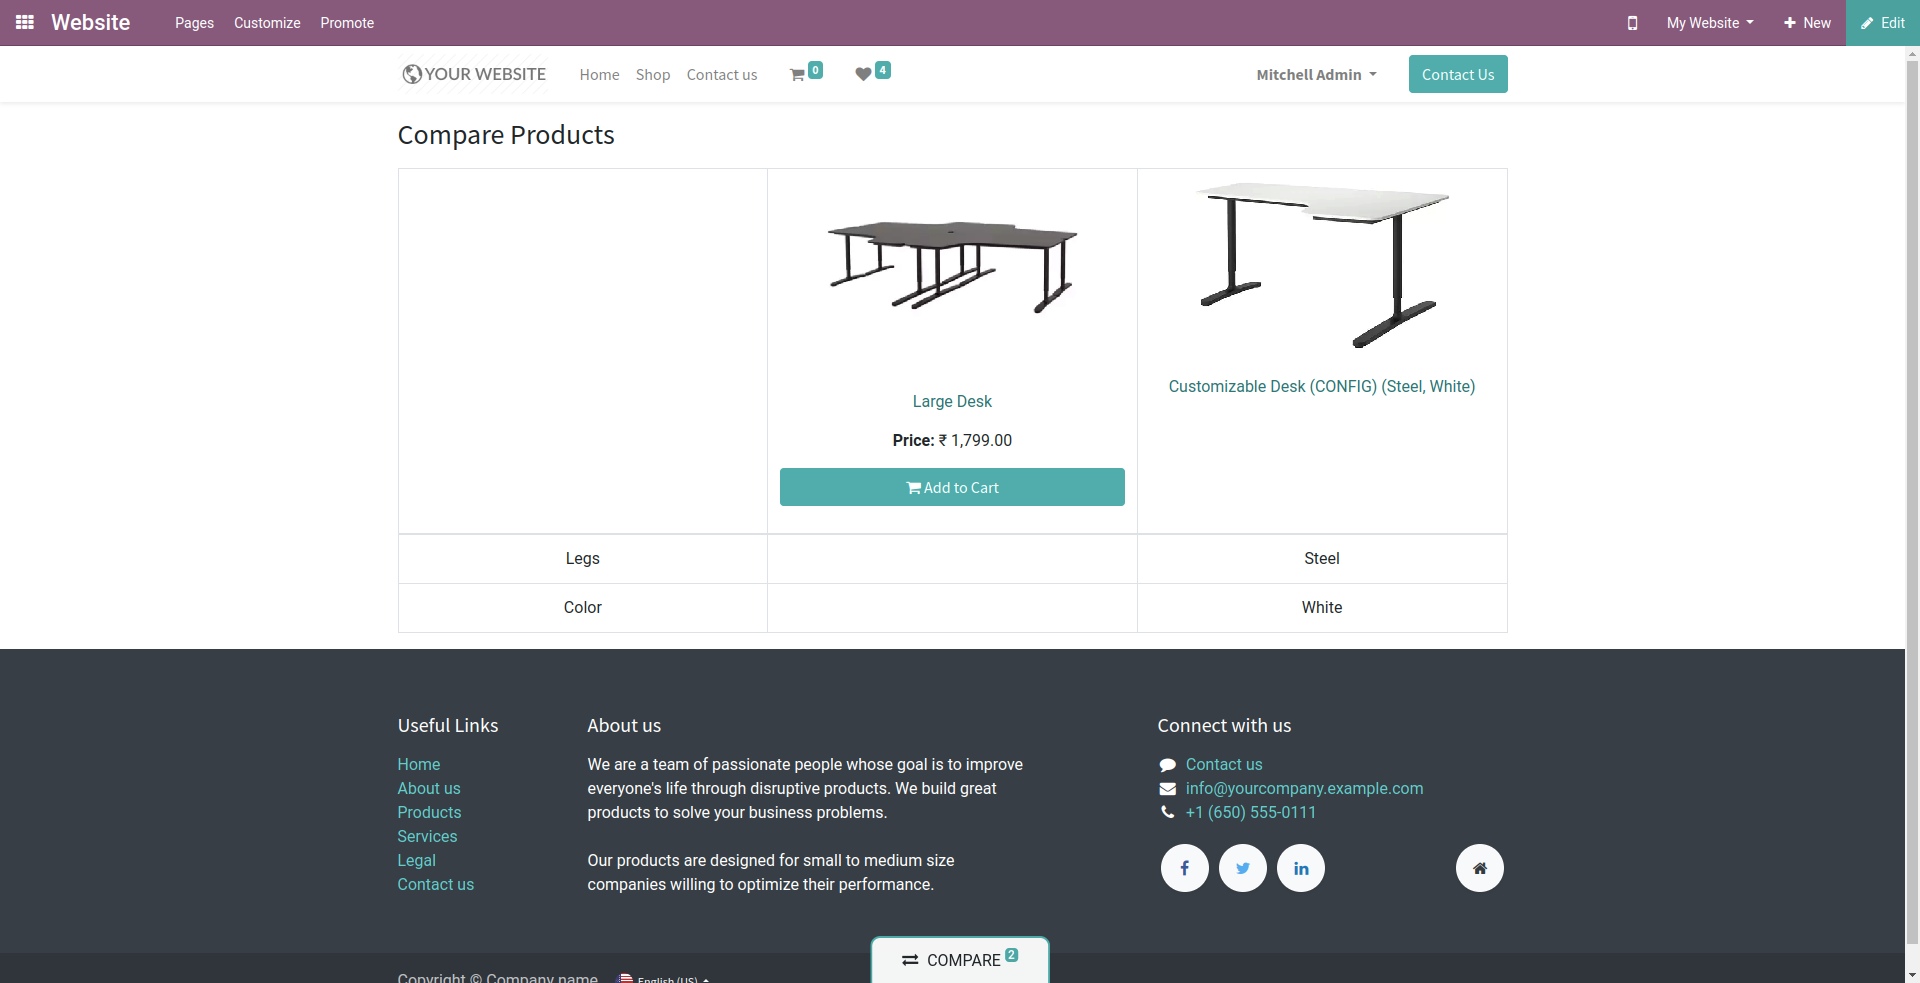 Website Pages Customize Promote My Website New Edit
YOUR WEBSITE Home Shop Contact us 0 4 Mitchell Admin Contact Us
Compare Products
Customizable Desk (CONFIG) (Steel, White)
Large Desk
Price: ₹ 1,799.00
Add to Cart
Legs Steel
Color White
Useful Links
Home
About us
Products
Services
Legal
Contact us
About us
We are a team of passionate people whose goal is to improve
everyone's life through disruptive products. We build great
products to solve your business problems.
Our products are designed for small to medium size
companies willing to optimize their performance.
Connect with us
Contact us
info@yourcompany.example.com
+1 (650) 555-0111
COMPARE 2
Copyright © Company name English (US)